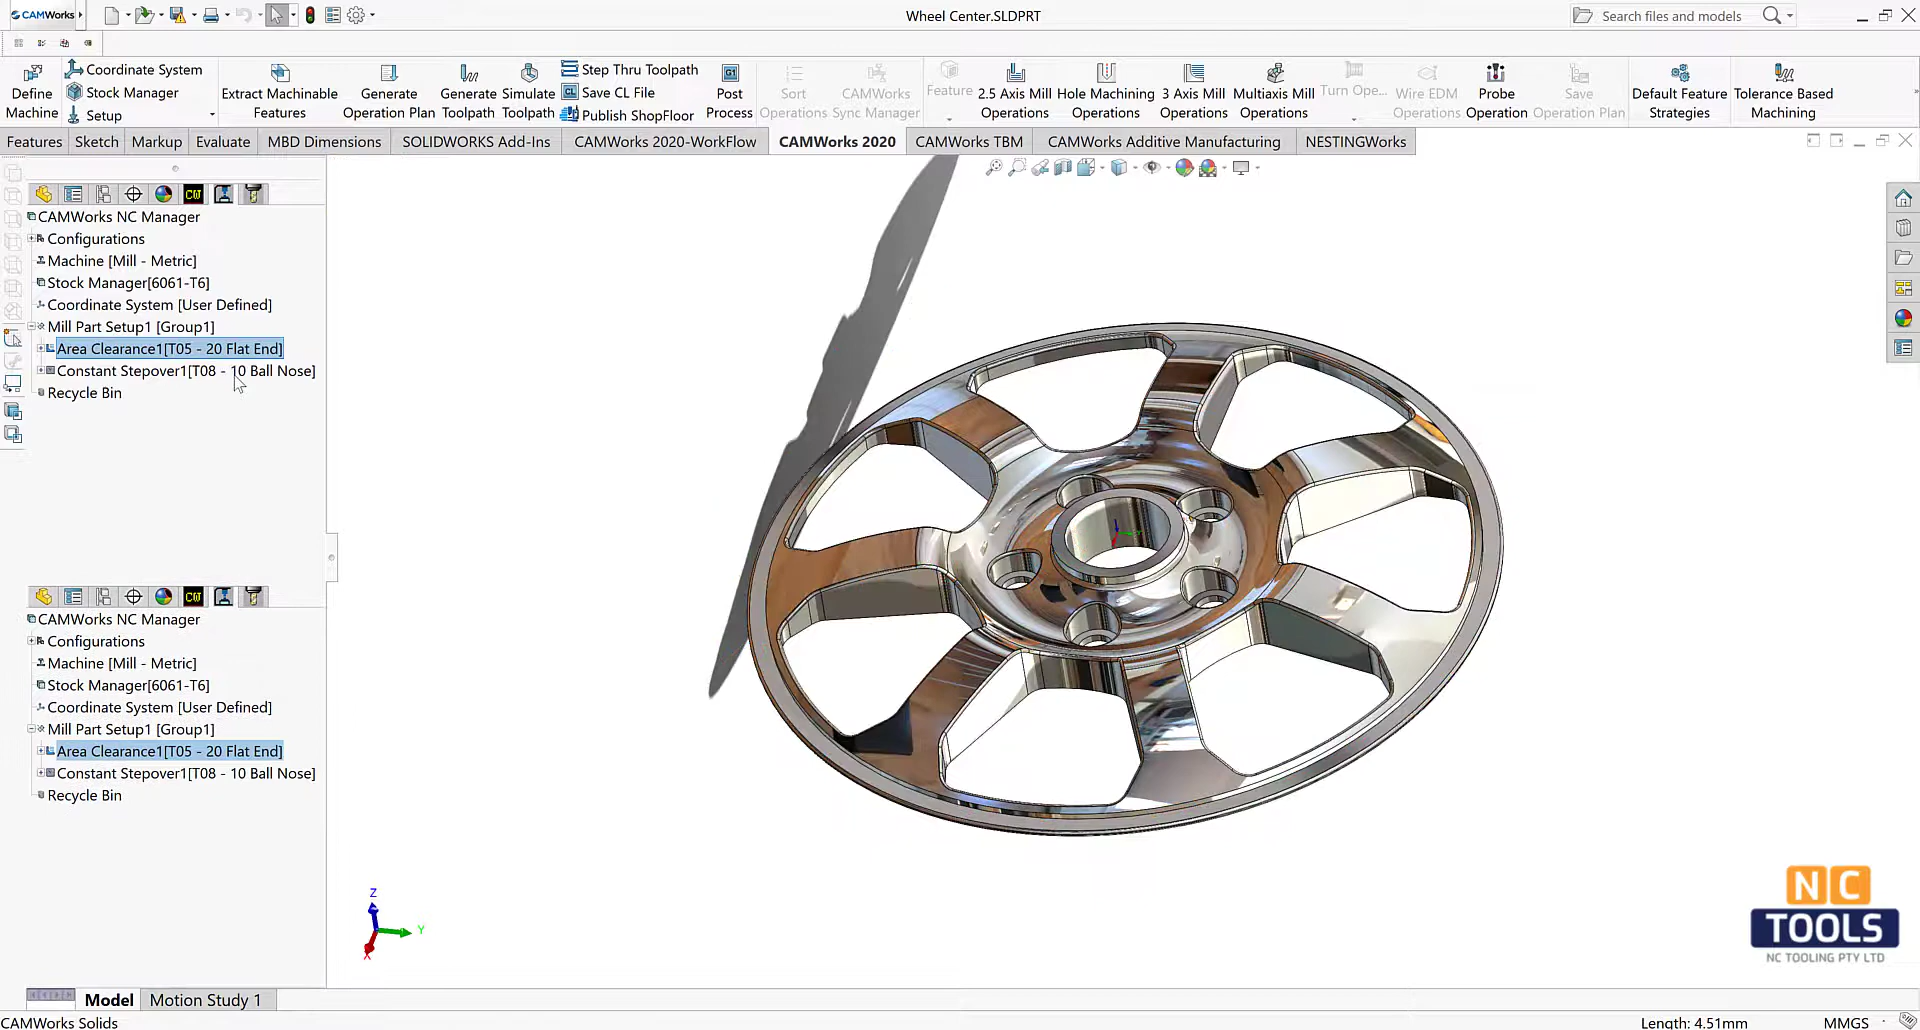 CAMWorks
Wheel Center.SLDPRT
Search files and models
Define Machine
Coordinate System
Stock Manager
Setup
Extract Machinable Features
Generate Operation Plan
Generate Toolpath
Simulate Toolpath
Step Thru Toolpath
Save CL File
Publish ShopFloor
G1
Post Process
Sort Operations
CAMWorks Sync Manager
Feature
2.5 Axis Mill Operations
Hole Machining Operations
3 Axis Mill Operations
Multiaxis Mill Operations
Turn Ope...
Wire EDM Operations
Probe Operation
Save Operation Plan
Default Feature Strategies
Tolerance Based Machining
Features
Sketch
Markup
Evaluate
MBD Dimensions
SOLIDWORKS Add-Ins
CAMWorks 2020-WorkFlow
CAMWorks 2020
CAMWorks TBM
CAMWorks Additive Manufacturing
NESTINGWorks
CW
CAMWorks NC Manager
Configurations
Machine [Mill - Metric]
Stock Manager[6061-T6]
Coordinate System [User Defined]
Mill Part Setup1 [Group1]
Area Clearance1[T05 - 20 Flat End]
Constant Stepover1[T08 - 10 Ball Nose]
Recycle Bin
CW
CAMWorks NC Manager
Configurations
Machine [Mill - Metric]
Stock Manager[6061-T6]
Coordinate System [User Defined]
Mill Part Setup1 [Group1]
Area Clearance1[T05 - 20 Flat End]
Constant Stepover1[T08 - 10 Ball Nose]
Recycle Bin
Z
Y
X
NC
TOOLS
NC TOOLING PTY LTD
Model
Motion Study 1
CAMWorks Solids
Length: 4.51mm
MMGS